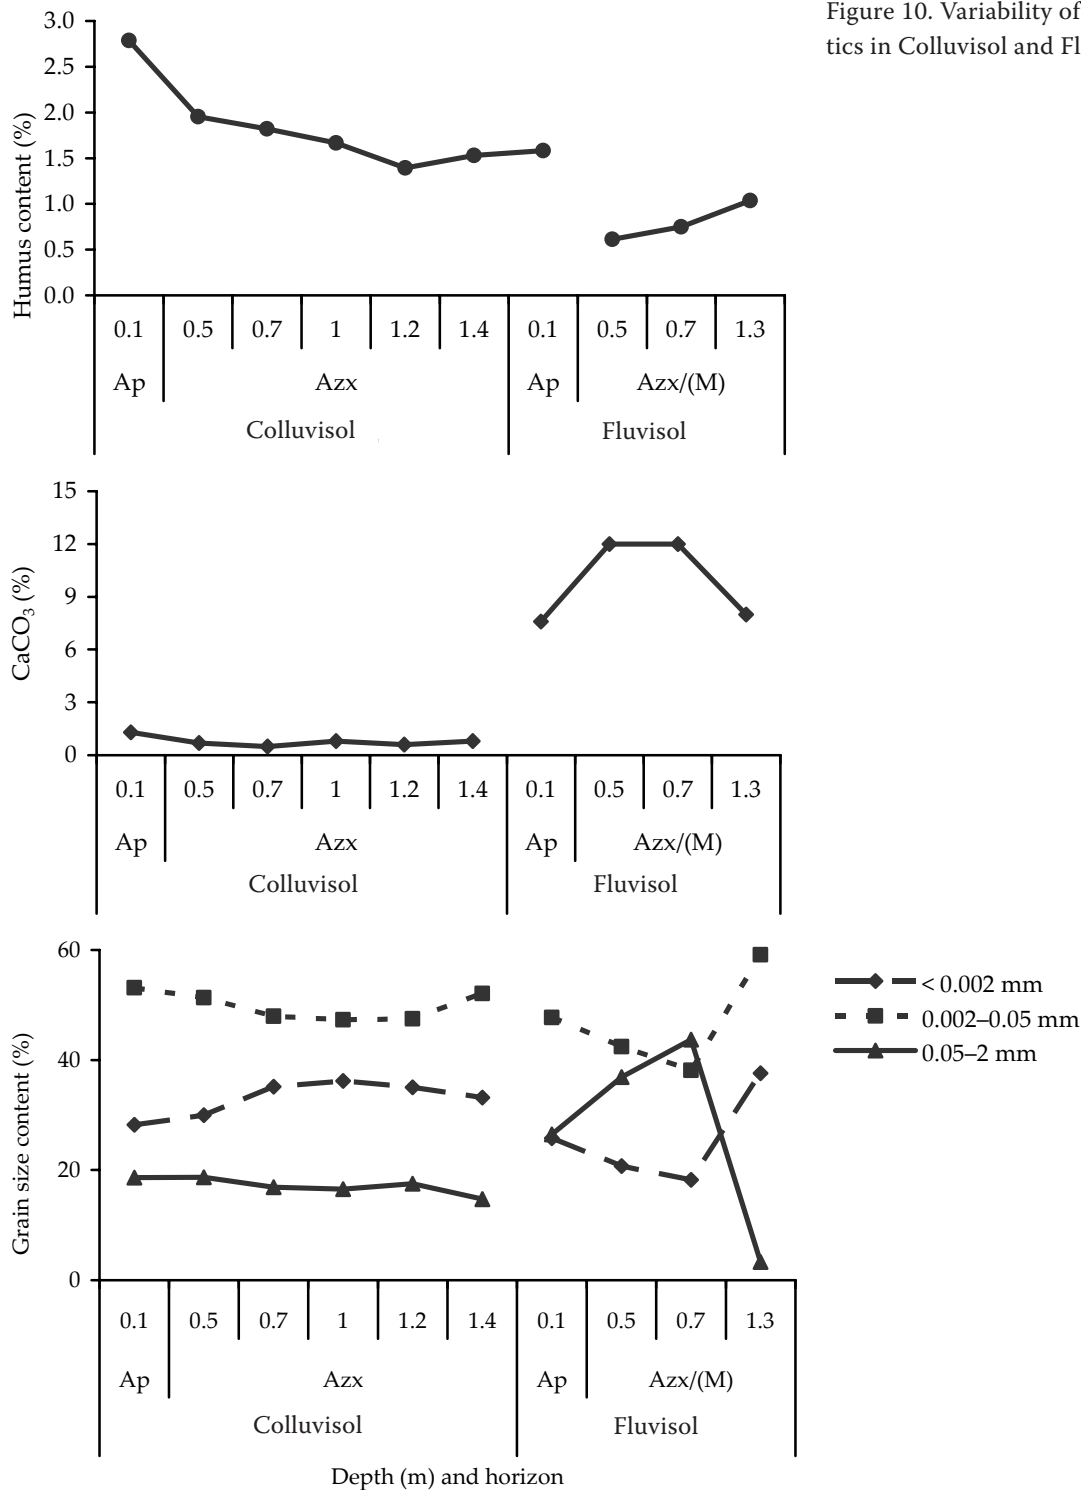 Figure 10. Variability of
tics in Colluvisol and Fl
Humus content (%)
3.0
2.5
2.0
1.5
1.0
0.5
0.0
0.1 0.5 0.7 1 1.2 1.4 0.1 0.5 0.7 1.3
Ap Azx Ap Azx/(M)
Colluvisol Fluvisol
CaCO₃ (%)
15
12
9
6
3
0
0.1 0.5 0.7 1 1.2 1.4 0.1 0.5 0.7 1.3
Ap Azx Ap Azx/(M)
Colluvisol Fluvisol
Grain size content (%)
60
40
20
0
< 0.002 mm
0.002–0.05 mm
0.05–2 mm
0.1 0.5 0.7 1 1.2 1.4 0.1 0.5 0.7 1.3
Ap Azx Ap Azx/(M)
Colluvisol Fluvisol
Depth (m) and horizon